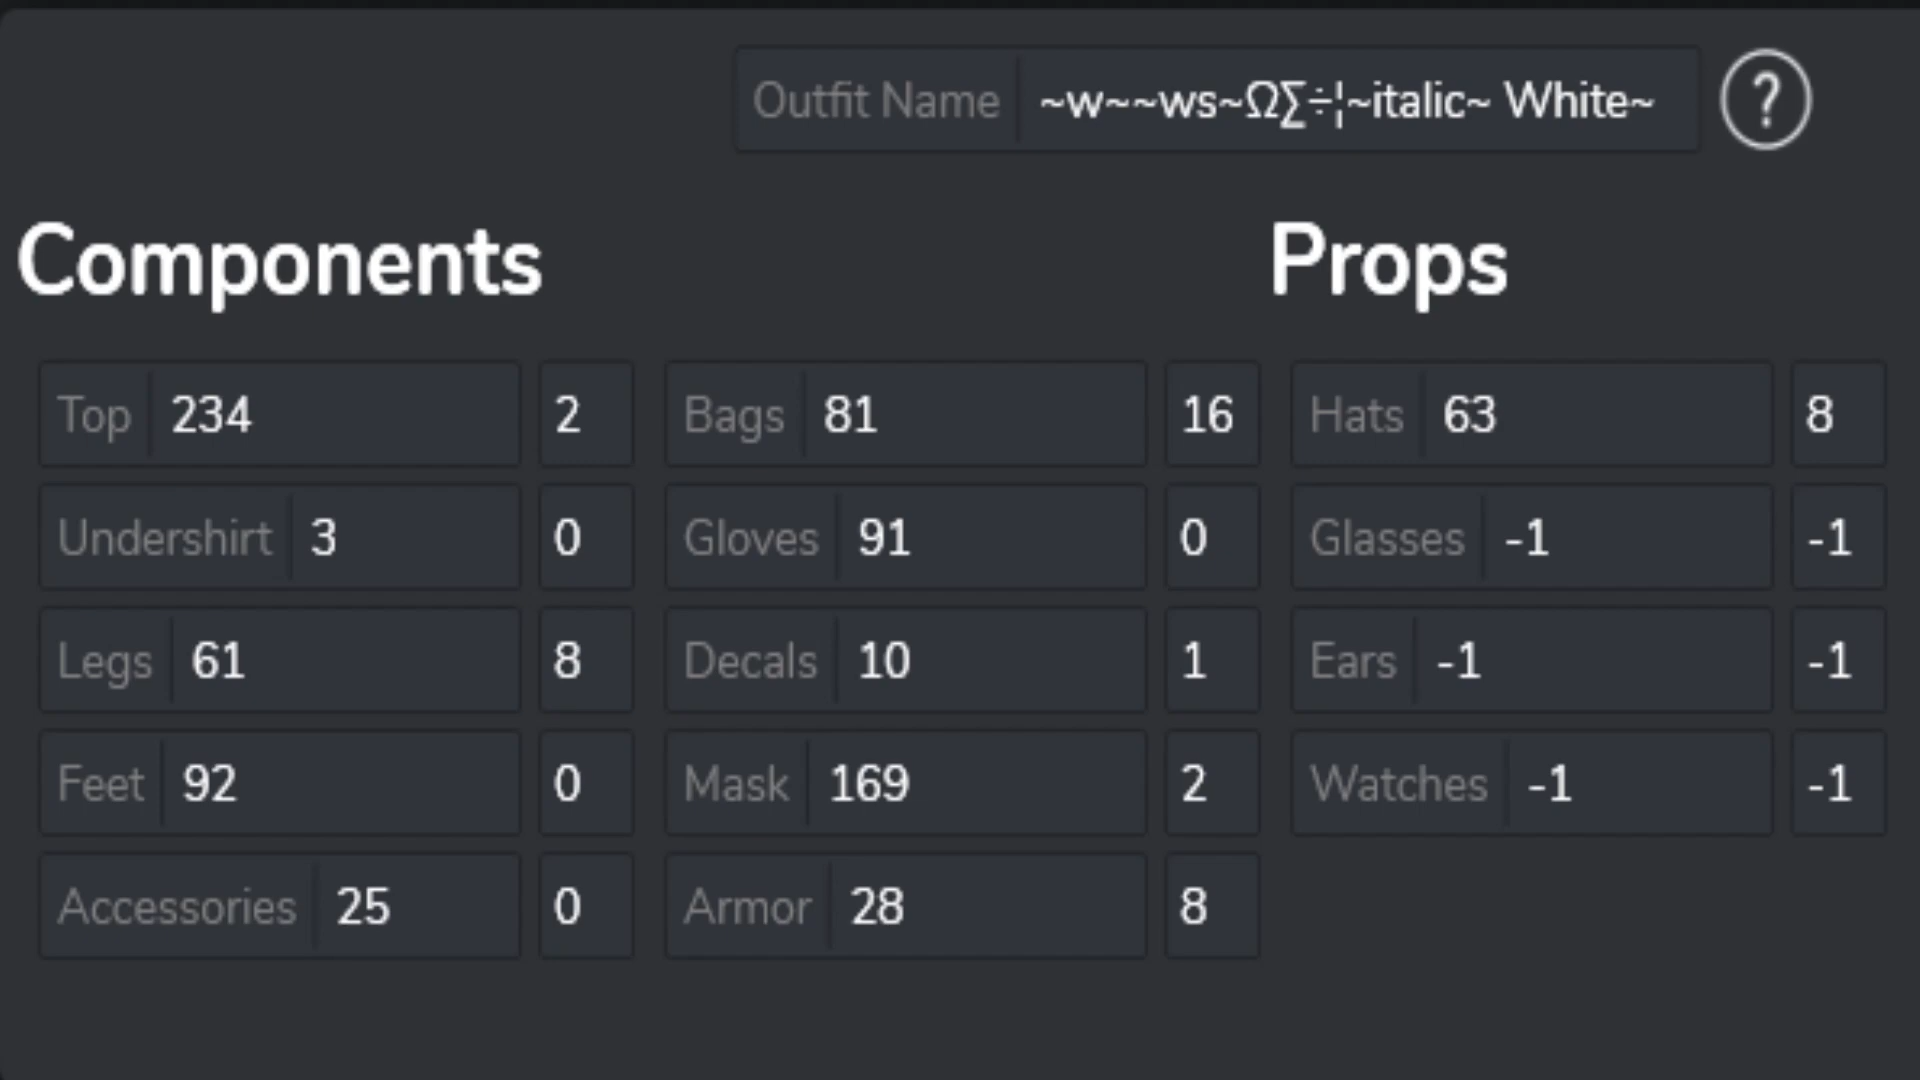 Outfit Name ~w~~ws~Ω∑÷¦~italic~ White~ ?
Components Props
Top 234 2 Bags 81 16 Hats 63 8
Undershirt 3 0 Gloves 91 0 Glasses -1 -1
Legs 61 8 Decals 10 1 Ears -1 -1
Feet 92 0 Mask 169 2 Watches -1 -1
Accessories 25 0 Armor 28 8